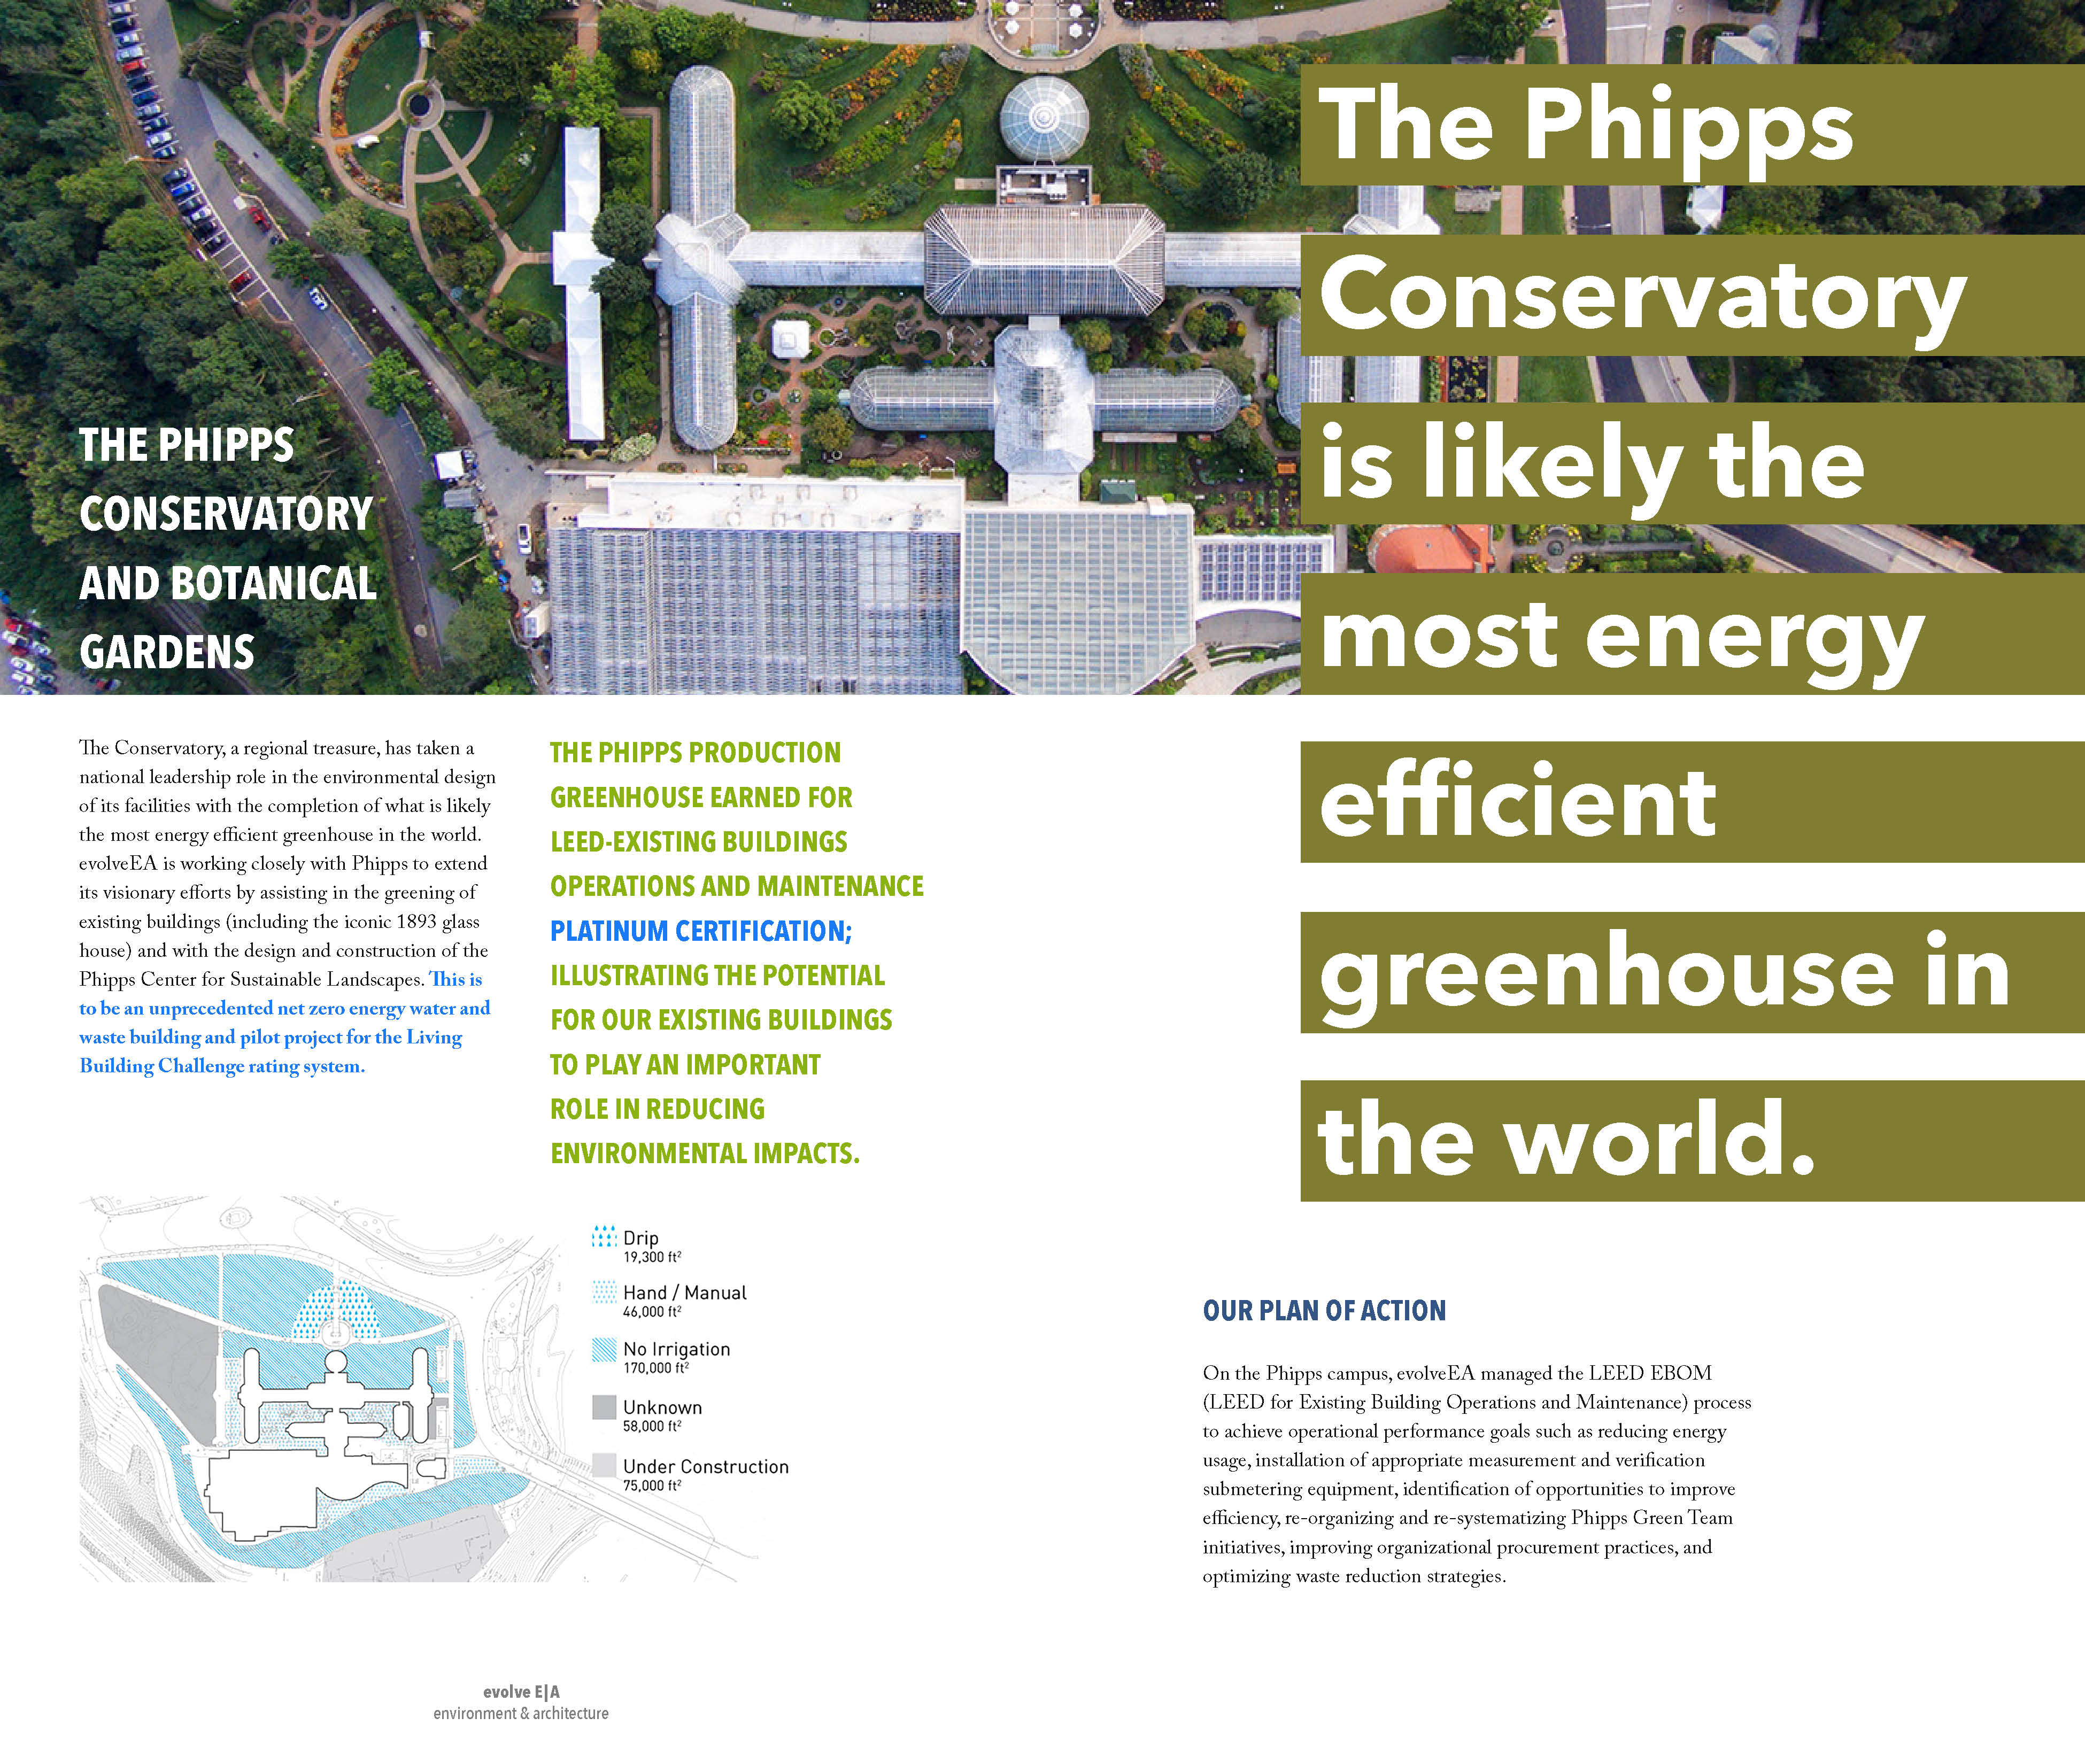 The Phipps
Conservatory
is likely the
most energy
efficient
greenhouse in
the world.
THE PHIPPS
CONSERVATORY
AND BOTANICAL
GARDENS
The Conservatory, a regional treasure, has taken a
national leadership role in the environmental design
of its facilities with the completion of what is likely
the most energy efficient greenhouse in the world.
evolveEA is working closely with Phipps to extend
its visionary efforts by assisting in the greening of
existing buildings (including the iconic 1893 glass
house) and with the design and construction of the
Phipps Center for Sustainable Landscapes. This is
to be an unprecedented net zero energy water and
waste building and pilot project for the Living
Building Challenge rating system.
THE PHIPPS PRODUCTION
GREENHOUSE EARNED FOR
LEED-EXISTING BUILDINGS
OPERATIONS AND MAINTENANCE
PLATINUM CERTIFICATION;
ILLUSTRATING THE POTENTIAL
FOR OUR EXISTING BUILDINGS
TO PLAY AN IMPORTANT
ROLE IN REDUCING
ENVIRONMENTAL IMPACTS.
Drip
19,300 ft²
Hand / Manual
46,000 ft²
No Irrigation
170,000 ft²
Unknown
58,000 ft²
Under Construction
75,000 ft²
OUR PLAN OF ACTION
On the Phipps campus, evolveEA managed the LEED EBOM
(LEED for Existing Building Operations and Maintenance) process
to achieve operational performance goals such as reducing energy
usage, installation of appropriate measurement and verification
submetering equipment, identification of opportunities to improve
efficiency, re-organizing and re-systematizing Phipps Green Team
initiatives, improving organizational procurement practices, and
optimizing waste reduction strategies.
evolve E|A
environment & architecture